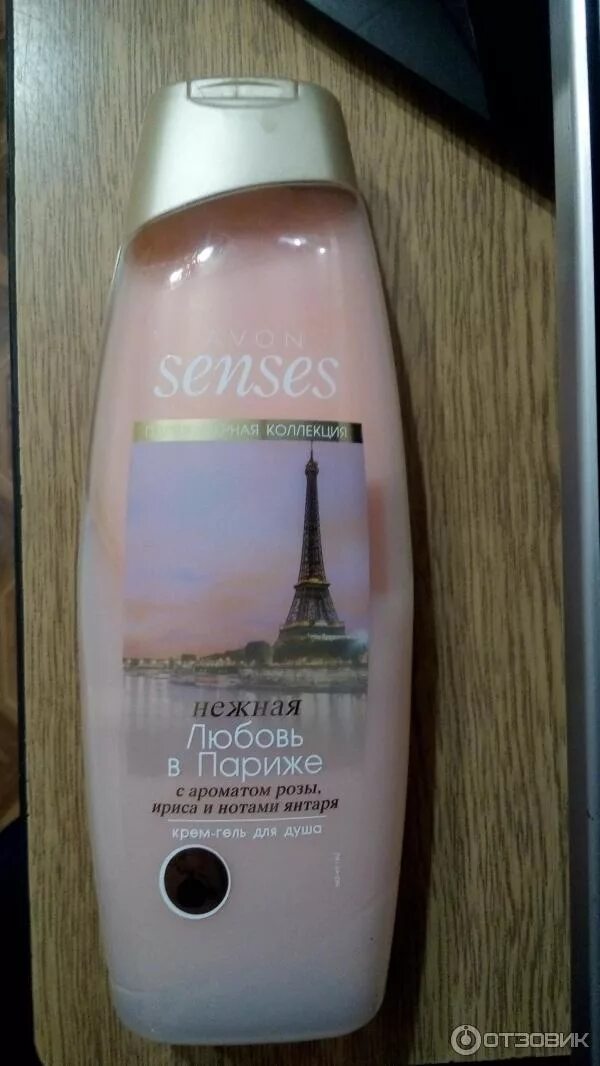 AVON
senses
КОЛЛЕКЦИЯ
нежная
Любовь
в Париже
с ароматом розы,
ириса и нотами янтаря
крем-гель для душа
ОТЗОВИК